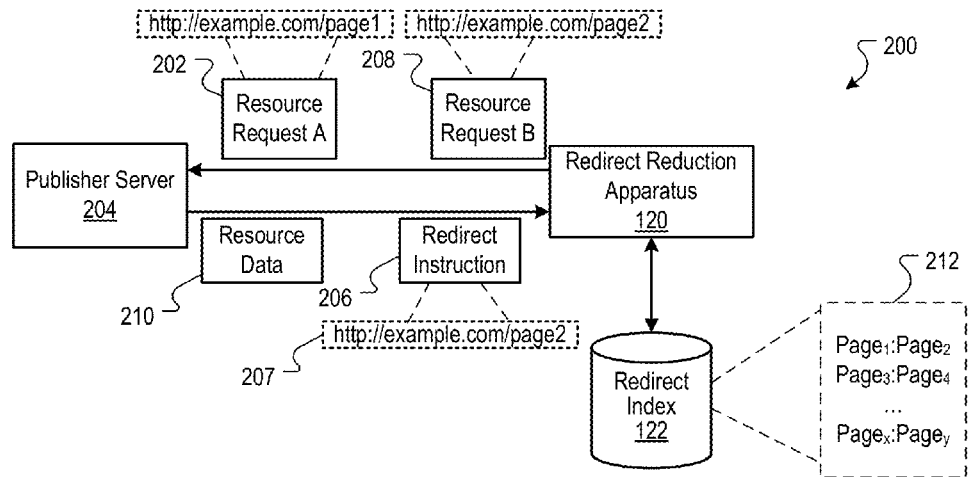 http://example.com/page1
http://example.com/page2
200
202
208
Resource
Request A
Resource
Request B
Publisher Server
204
Redirect Reduction
Apparatus
120
Resource
Data
Redirect
Instruction
210
206
212
http://example.com/page2
207
Redirect
Index
122
Page1:Page2
Page3:Page4
...
Pagex:Pagey